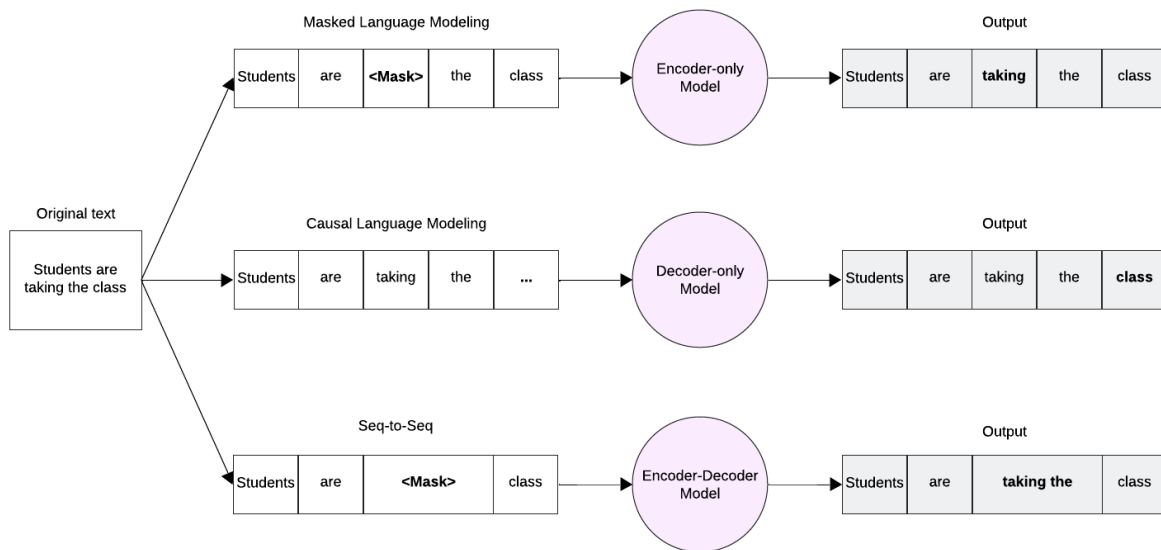 Masked Language Modeling
Output
Students are <Mask> the class
Encoder-only
Model
Students are taking the class
Original text
Students are
taking the class
Causal Language Modeling
Output
Students are taking the ...
Decoder-only
Model
Students are taking the class
Seq-to-Seq
Output
Students are <Mask> class
Encoder-Decoder
Model
Students are taking the class